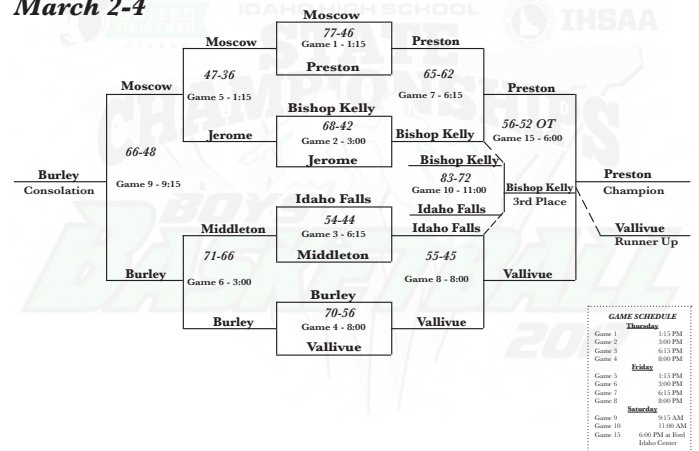 March 2-4
IDAHO HIGH SCHOOL
STATE
CHAMPIONSHIPS
IHSAA
BOYS
BASKETBALL
Moscow
77-46
Game 1 - 1:15
Preston
Moscow
47-36
Game 5 - 1:15
Jerome
Preston
65-62
Game 7 - 6:15
Bishop Kelly
Bishop Kelly
68-42
Game 2 - 3:00
Jerome
Moscow
66-48
Game 9 - 9:15
Burley
Burley
Consolation
Preston
56-52 OT
Game 15 - 6:00
Vallivue
Bishop Kelly
83-72
Game 10 - 11:00
Idaho Falls
Bishop Kelly
3rd Place
Preston
Champion
Vallivue
Runner Up
Idaho Falls
54-44
Game 3 - 6:15
Middleton
Middleton
71-66
Game 6 - 3:00
Burley
Idaho Falls
55-45
Game 8 - 8:00
Vallivue
Burley
70-56
Game 4 - 8:00
Vallivue
GAME SCHEDULE
Thursday
Game 1 1:15 PM
Game 2 3:00 PM
Game 3 6:15 PM
Game 4 8:00 PM
Friday
Game 5 1:15 PM
Game 6 3:00 PM
Game 7 6:15 PM
Game 8 8:00 PM
Saturday
Game 9 9:15 AM
Game 10 11:00 AM
Game 15 6:00 PM at Ford
Idaho Center